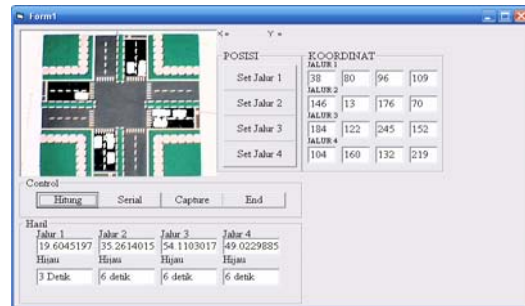 Form1
X = Y =
POSISI
Set Jalur 1
Set Jalur 2
Set Jalur 3
Set Jalur 4
KOORDINAT
JALUR 1
38 80 96 109
JALUR 2
146 13 176 70
JALUR 3
184 122 245 152
JALUR 4
104 160 132 219
Control
Hitung Serial Capture End
Hasil
Jalur 1 Jalur 2 Jalur 3 Jalur 4
19.6045197 35.2614015 54.1103017 49.0229885
Hijau Hijau Hijau Hijau
3 Detik 6 detik 6 detik 6 detik